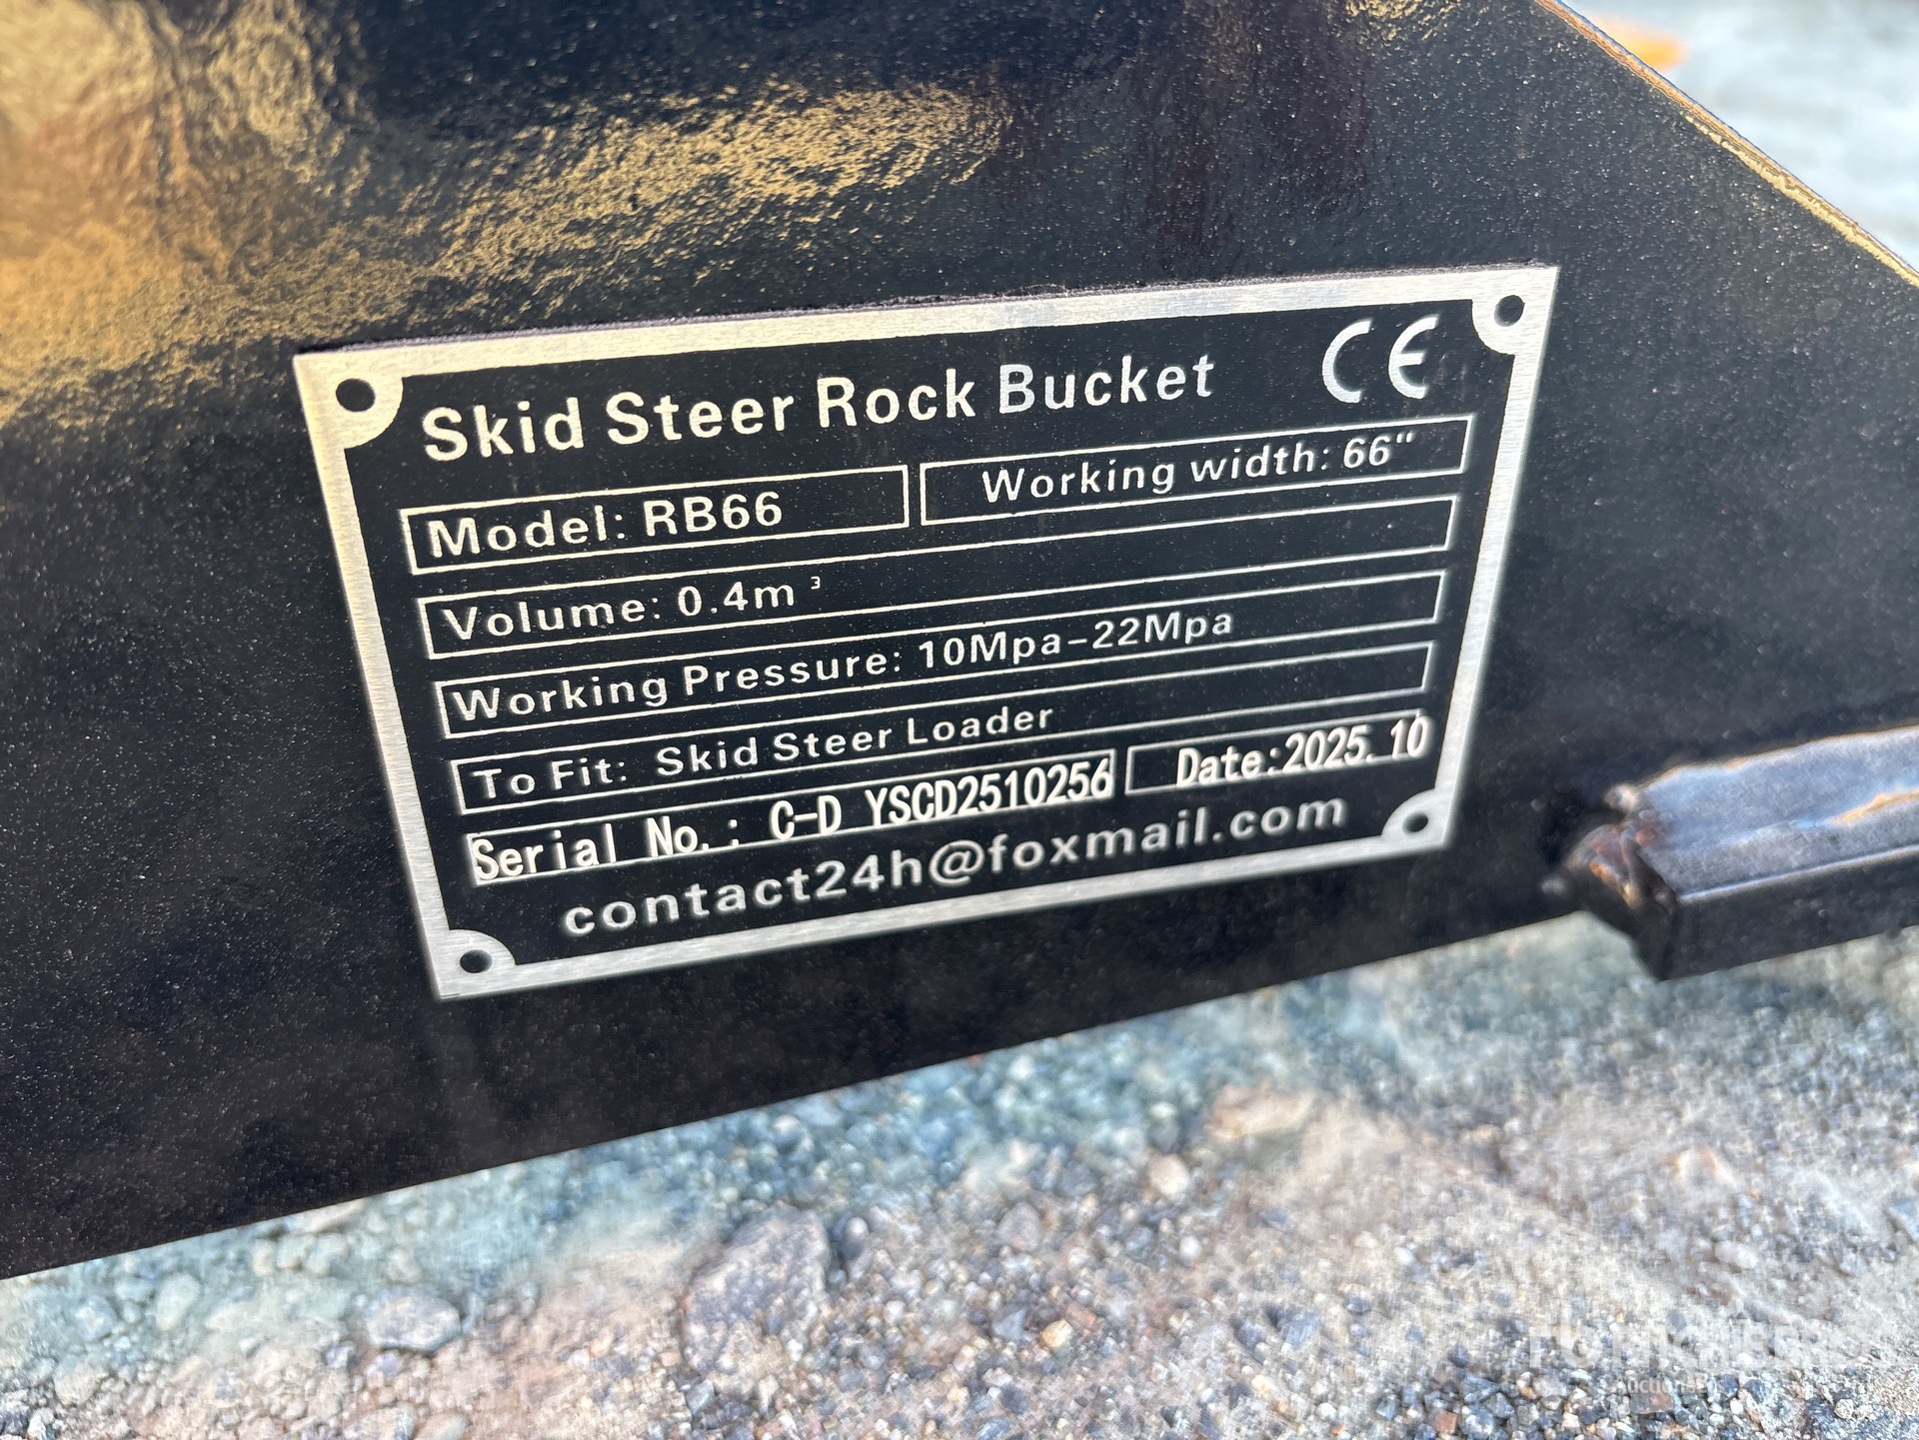 Skid Steer Rock Bucket CE
Model: RB66 Working width: 66"
Volume: 0.4m³
Working Pressure: 10Mpa-22Mpa
To Fit: Skid Steer Loader
Serial No.: C-D YSCD2510256 Date:2025.10
contact24h@foxmail.com